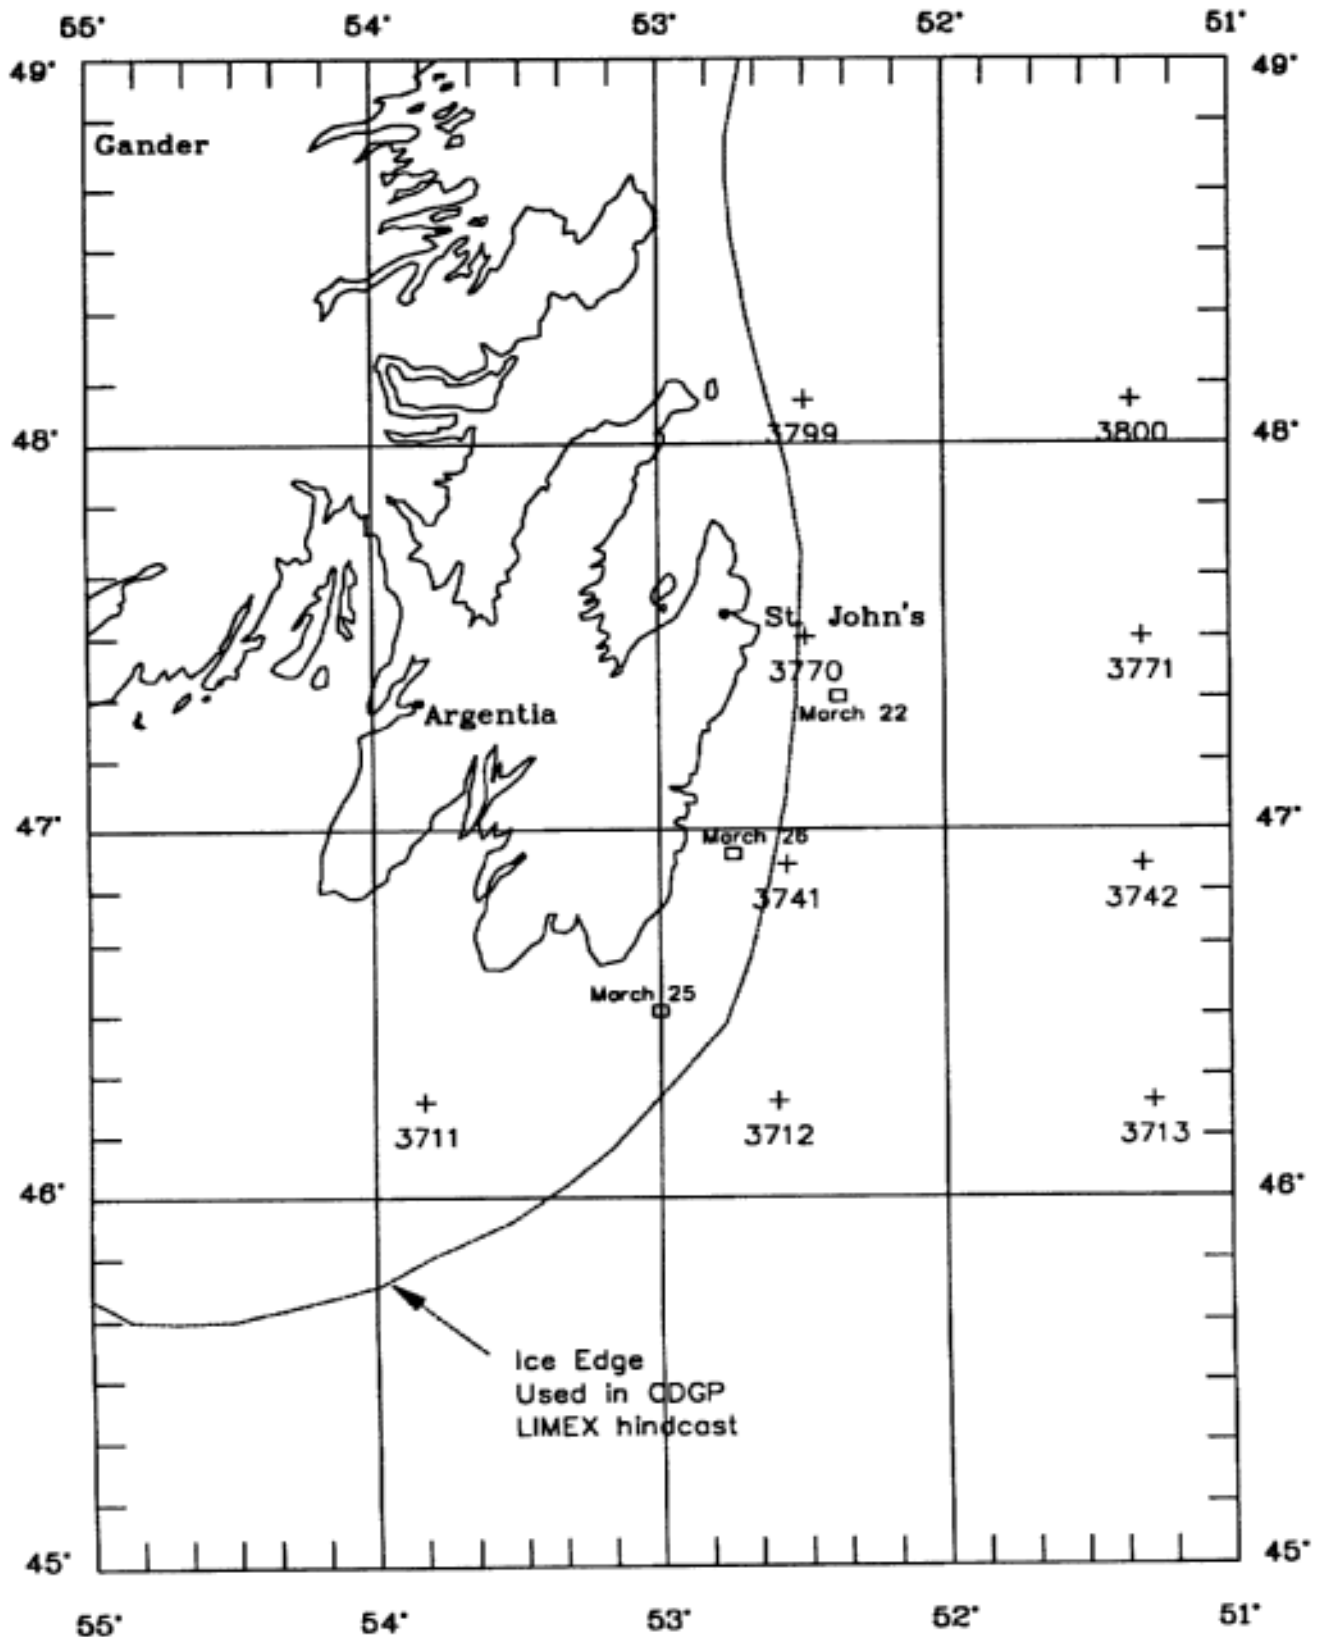 55° 54° 53° 52° 51°
49° 49°
Gander
3799 3800
48° 48°
St. John's
3770 3771
March 22
Argentia
47° 47°
March 26
3741 3742
March 25
3711 3712 3713
46° 46°
Ice Edge
Used in CDGP
LIMEX hindcast
45° 45°
55° 54° 53° 52° 51°